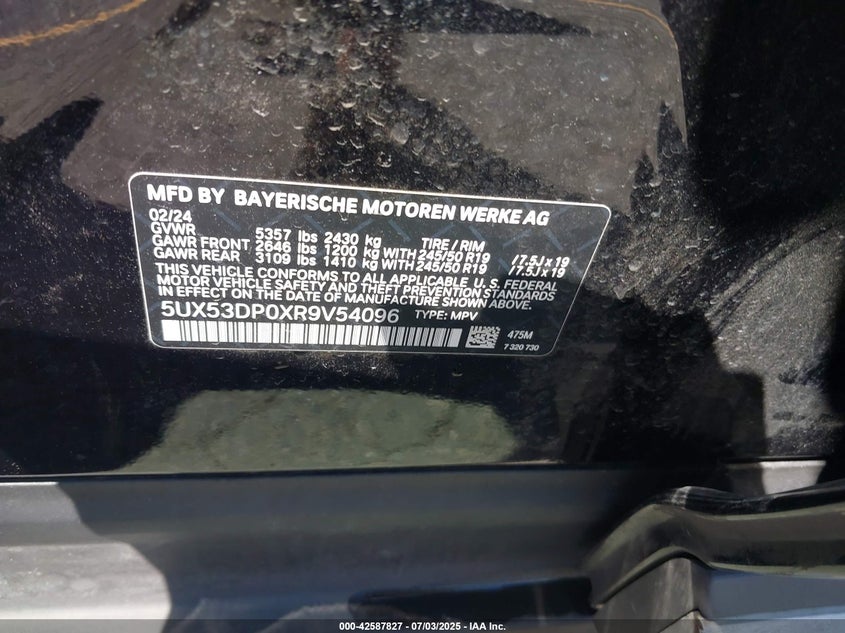 MFD BY BAYERISCHE MOTOREN WERKE AG
02/24
GVWR 5357 lbs 2430 kg TIRE / RIM
GAWR FRONT 2646 lbs 1200 kg WITH 245/50 R19 / 7.5J x 19
GAWR REAR 3109 lbs 1410 kg WITH 245/50 R19 / 7.5J x 19
THIS VEHICLE CONFORMS TO ALL APPLICABLE U. S. FEDERAL
MOTOR VEHICLE SAFETY AND THEFT PREVENTION STANDARDS
IN EFFECT ON THE DATE OF MANUFACTURE SHOWN ABOVE.
5UX53DP0XR9V54096 TYPE: MPV
475M
7 320 730
000-42587827 | 07/03/2025 - IAA Inc.